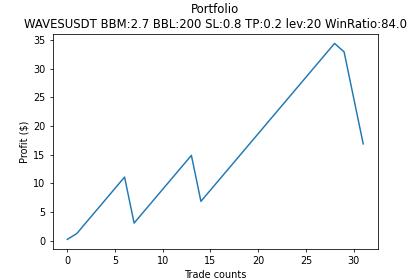 Portfolio
WAVESUSDT BBM:2.7 BBL:200 SL:0.8 TP:0.2 lev:20 WinRatio:84.0
35
30
25
20
15
10
5
0
Profit ($)
0 5 10 15 20 25 30
Trade counts